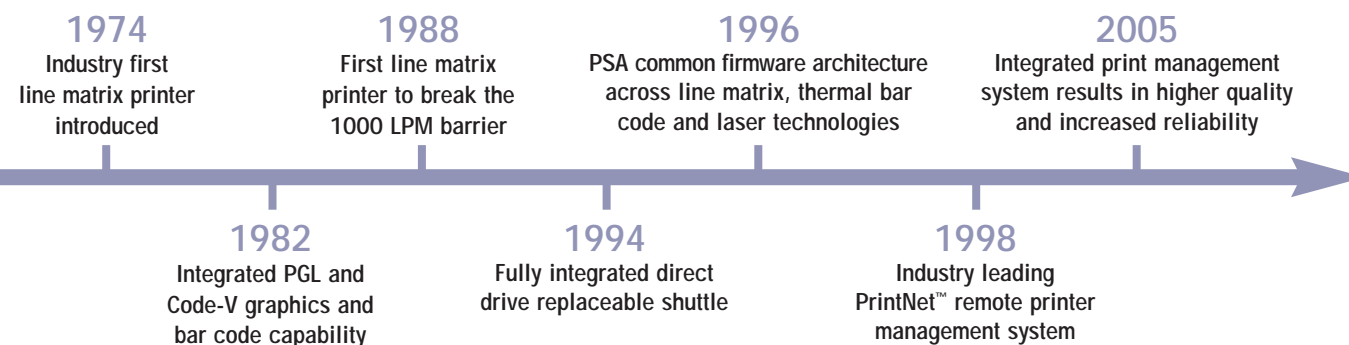 1974
Industry first
line matrix printer
introduced
1982
Integrated PGL and
Code-V graphics and
bar code capability
1988
First line matrix
printer to break the
1000 LPM barrier
1994
Fully integrated direct
drive replaceable shuttle
1996
PSA common firmware architecture
across line matrix, thermal bar
code and laser technologies
1998
Industry leading
PrintNet™ remote printer
management system
2005
Integrated print management
system results in higher quality
and increased reliability